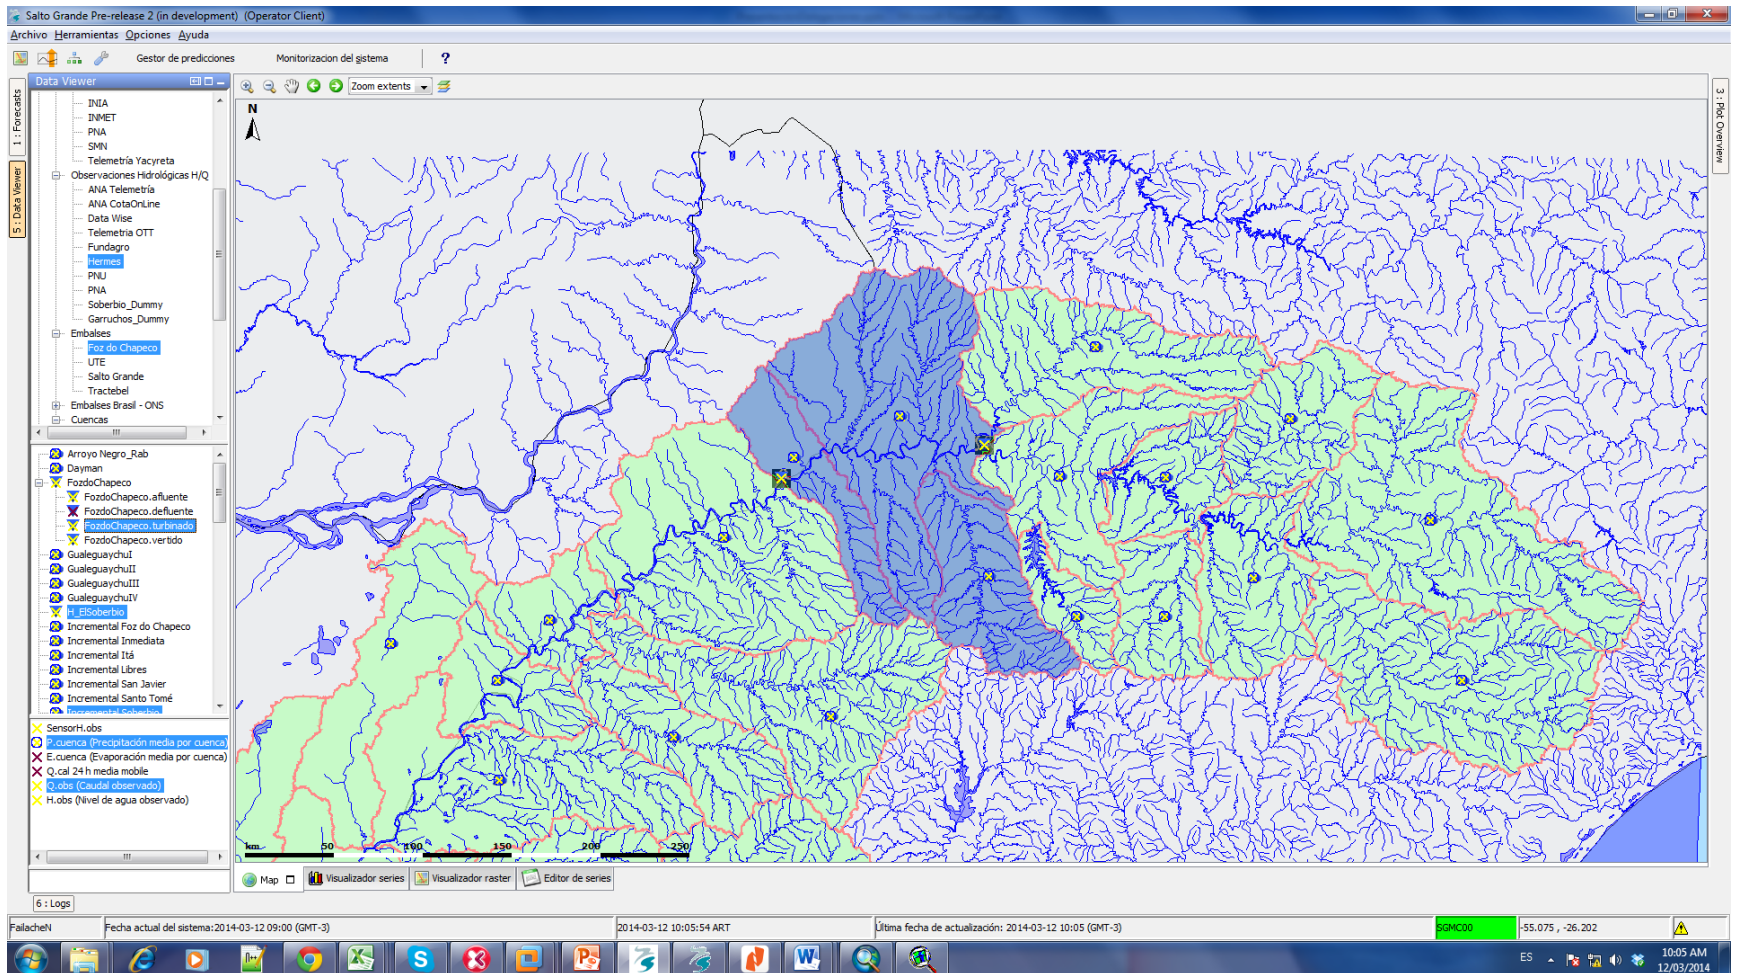 Salto Grande Pre-release 2 (in development) (Operator Client)
Archivo Herramientas Opciones Ayuda
Gestor de predicciones Monitorizacion del sistema ?
1 : Forecasts
5 : Data Viewer
Data Viewer
INIA
INMET
PNA
SMN
Telemetría Yacyreta
Observaciones Hidrológicas H/Q
ANA Telemetría
ANA CotaOnLine
Data Wise
Telemetria OTT
Fundagro
Hermes
PNU
PNA
Soberbio_Dummy
Garruchos_Dummy
Embalses
Foz do Chapeco
UTE
Salto Grande
Tractebel
Embalses Brasil - ONS
Cuencas
Arroyo Negro_Rab
Dayman
FozdoChapeco
FozdoChapeco.afluente
FozdoChapeco.defluente
FozdoChapeco.turbinado
FozdoChapeco.vertido
GualeguaychuI
GualeguaychuII
GualeguaychuIII
GualeguaychuIV
H_ElSoberbio
Incremental Foz do Chapeco
Incremental Inmediata
Incremental Itá
Incremental Libres
Incremental San Javier
Incremental Santo Tomé
Incremental Soberbio
SensorH.obs
P.cuenca (Precipitación media por cuenca)
E.cuenca (Evaporación media por cuenca)
Q.cal 24 h media mobile
Q.obs (Caudal observado)
H.obs (Nivel de agua observado)
Zoom extents
N
km 50 100 150 200 250
3 : Plot Overview
Map Visualizador series Visualizador raster Editor de series
6 : Logs
FailacheN Fecha actual del sistema:2014-03-12 09:00 (GMT-3) 2014-03-12 10:05:54 ART Última fecha de actualización: 2014-03-12 10:05 (GMT-3) SGMC00 -55.075 , -26.202
ES 10:05 AM
12/03/2014